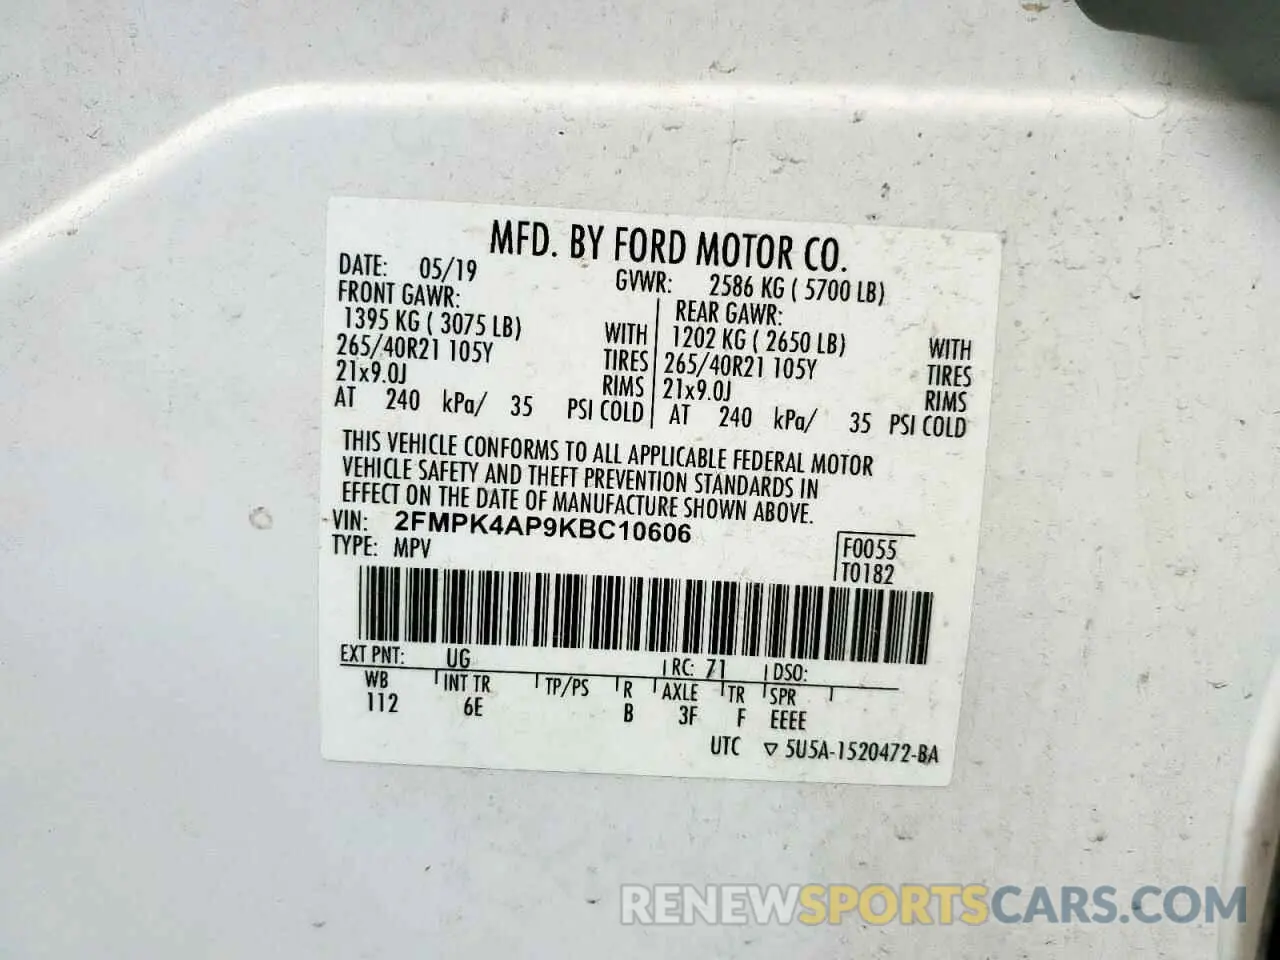 MFD. BY FORD MOTOR CO.
DATE: 05/19 GVWR: 2586 KG ( 5700 LB)
FRONT GAWR: REAR GAWR:
1395 KG ( 3075 LB) WITH 1202 KG ( 2650 LB) WITH
265/40R21 105Y TIRES 265/40R21 105Y TIRES
21x9.0J RIMS 21x9.0J RIMS
AT 240 kPa/ 35 PSI COLD AT 240 kPa/ 35 PSI COLD
THIS VEHICLE CONFORMS TO ALL APPLICABLE FEDERAL MOTOR
VEHICLE SAFETY AND THEFT PREVENTION STANDARDS IN
EFFECT ON THE DATE OF MANUFACTURE SHOWN ABOVE.
VIN: 2FMPK4AP9KBC10606
TYPE: MPV
F0055
T0182
EXT PNT: UG RC: 71 DSO:
WB INT TR TP/PS R AXLE TR SPR
112 6E B 3F F EEEE
UTC ▽ 5U5A-1520472-BA
RENEWSPORTSCARS.COM